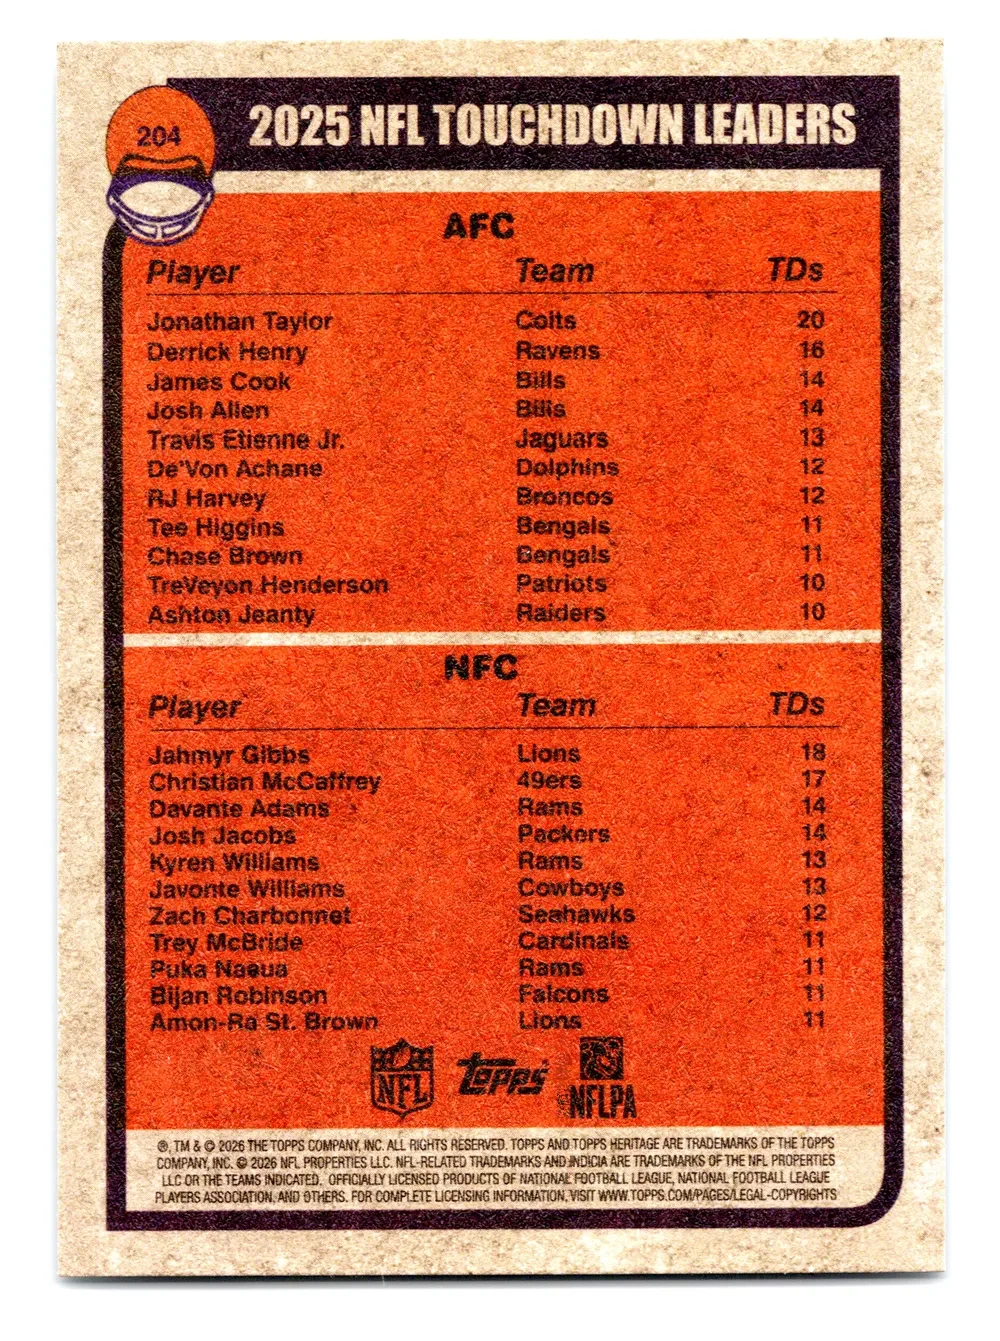 204
2025 NFL TOUCHDOWN LEADERS
AFC
Player Team TDs
Jonathan Taylor Colts 20
Derrick Henry Ravens 16
James Cook Bills 14
Josh Allen Bills 14
Travis Etienne Jr. Jaguars 13
De'Von Achane Dolphins 12
RJ Harvey Broncos 12
Tee Higgins Bengals 11
Chase Brown Bengals 11
TreVeyon Henderson Patriots 10
Ashton Jeanty Raiders 10
NFC
Player Team TDs
Jahmyr Gibbs Lions 18
Christian McCaffrey 49ers 17
Davante Adams Rams 14
Josh Jacobs Packers 14
Kyren Williams Rams 13
Javonte Williams Cowboys 13
Zach Charbonnet Seahawks 12
Trey McBride Cardinals 11
Puka Nacua Rams 11
Bijan Robinson Falcons 11
Amon-Ra St. Brown Lions 11
NFL Topps NFLPA
®, TM & © 2026 THE TOPPS COMPANY, INC. ALL RIGHTS RESERVED. TOPPS AND TOPPS HERITAGE ARE TRADEMARKS OF THE TOPPS
COMPANY, INC. © 2026 NFL PROPERTIES LLC. NFL-RELATED TRADEMARKS AND INDICIA ARE TRADEMARKS OF THE NFL PROPERTIES
LLC OR THE TEAMS INDICATED. OFFICIALLY LICENSED PRODUCTS OF NATIONAL FOOTBALL LEAGUE, NATIONAL FOOTBALL LEAGUE
PLAYERS ASSOCIATION, AND OTHERS. FOR COMPLETE LICENSING INFORMATION, VISIT WWW.TOPPS.COM/PAGES/LEGAL-COPYRIGHTS